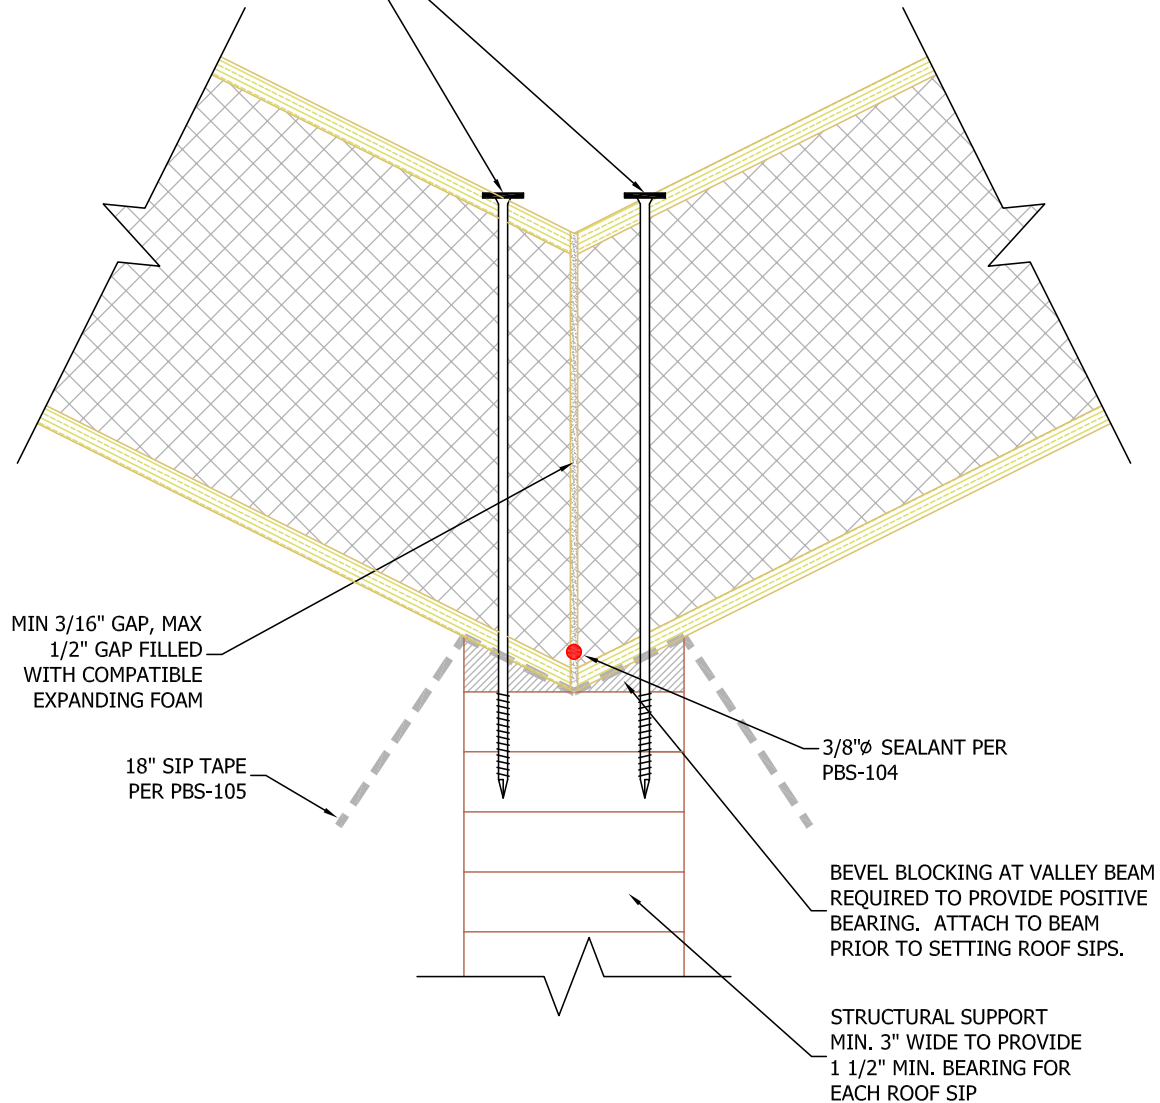 MIN 3/16" GAP, MAX
1/2" GAP FILLED
WITH COMPATIBLE
EXPANDING FOAM
18" SIP TAPE
PER PBS-105
3/8"Ø SEALANT PER
PBS-104
BEVEL BLOCKING AT VALLEY BEAM
REQUIRED TO PROVIDE POSITIVE
BEARING. ATTACH TO BEAM
PRIOR TO SETTING ROOF SIPS.
STRUCTURAL SUPPORT
MIN. 3" WIDE TO PROVIDE
1 1/2" MIN. BEARING FOR
EACH ROOF SIP